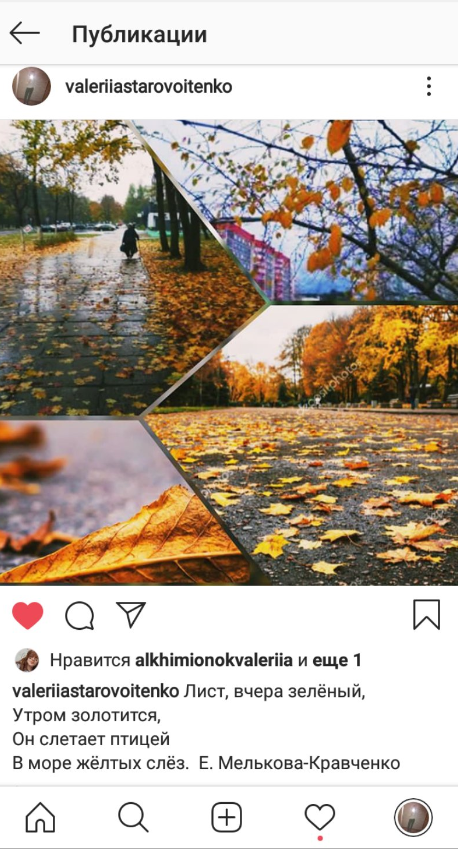 Публикации
valeriiastarovoitenko
Нравится alkhimionokvaleriia и еще 1
valeriiastarovoitenko Лист, вчера зелёный,
Утром золотится,
Он слетает птицей
В море жёлтых слёз. Е. Мелькова-Кравченко